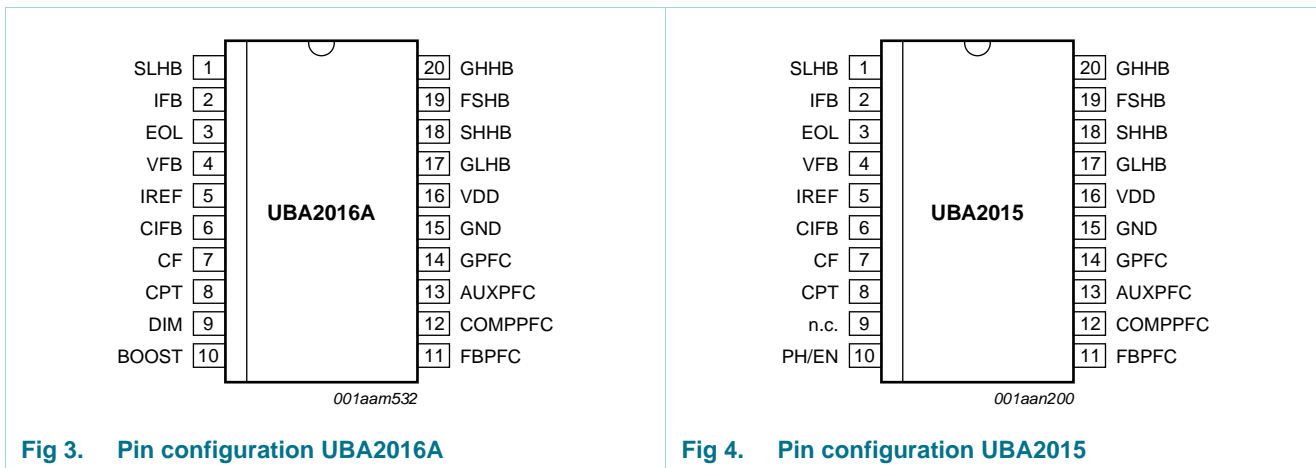 SLHB 1 20 GHHB
IFB 2 19 FSHB
EOL 3 18 SHHB
VFB 4 17 GLHB
IREF 5 16 VDD
UBA2016A
CIFB 6 15 GND
CF 7 14 GPFC
CPT 8 13 AUXPFC
DIM 9 12 COMPPFC
BOOST 10 11 FBPFC
001aam532
Fig 3. Pin configuration UBA2016A
SLHB 1 20 GHHB
IFB 2 19 FSHB
EOL 3 18 SHHB
VFB 4 17 GLHB
IREF 5 16 VDD
UBA2015
CIFB 6 15 GND
CF 7 14 GPFC
CPT 8 13 AUXPFC
n.c. 9 12 COMPPFC
PH/EN 10 11 FBPFC
001aan200
Fig 4. Pin configuration UBA2015